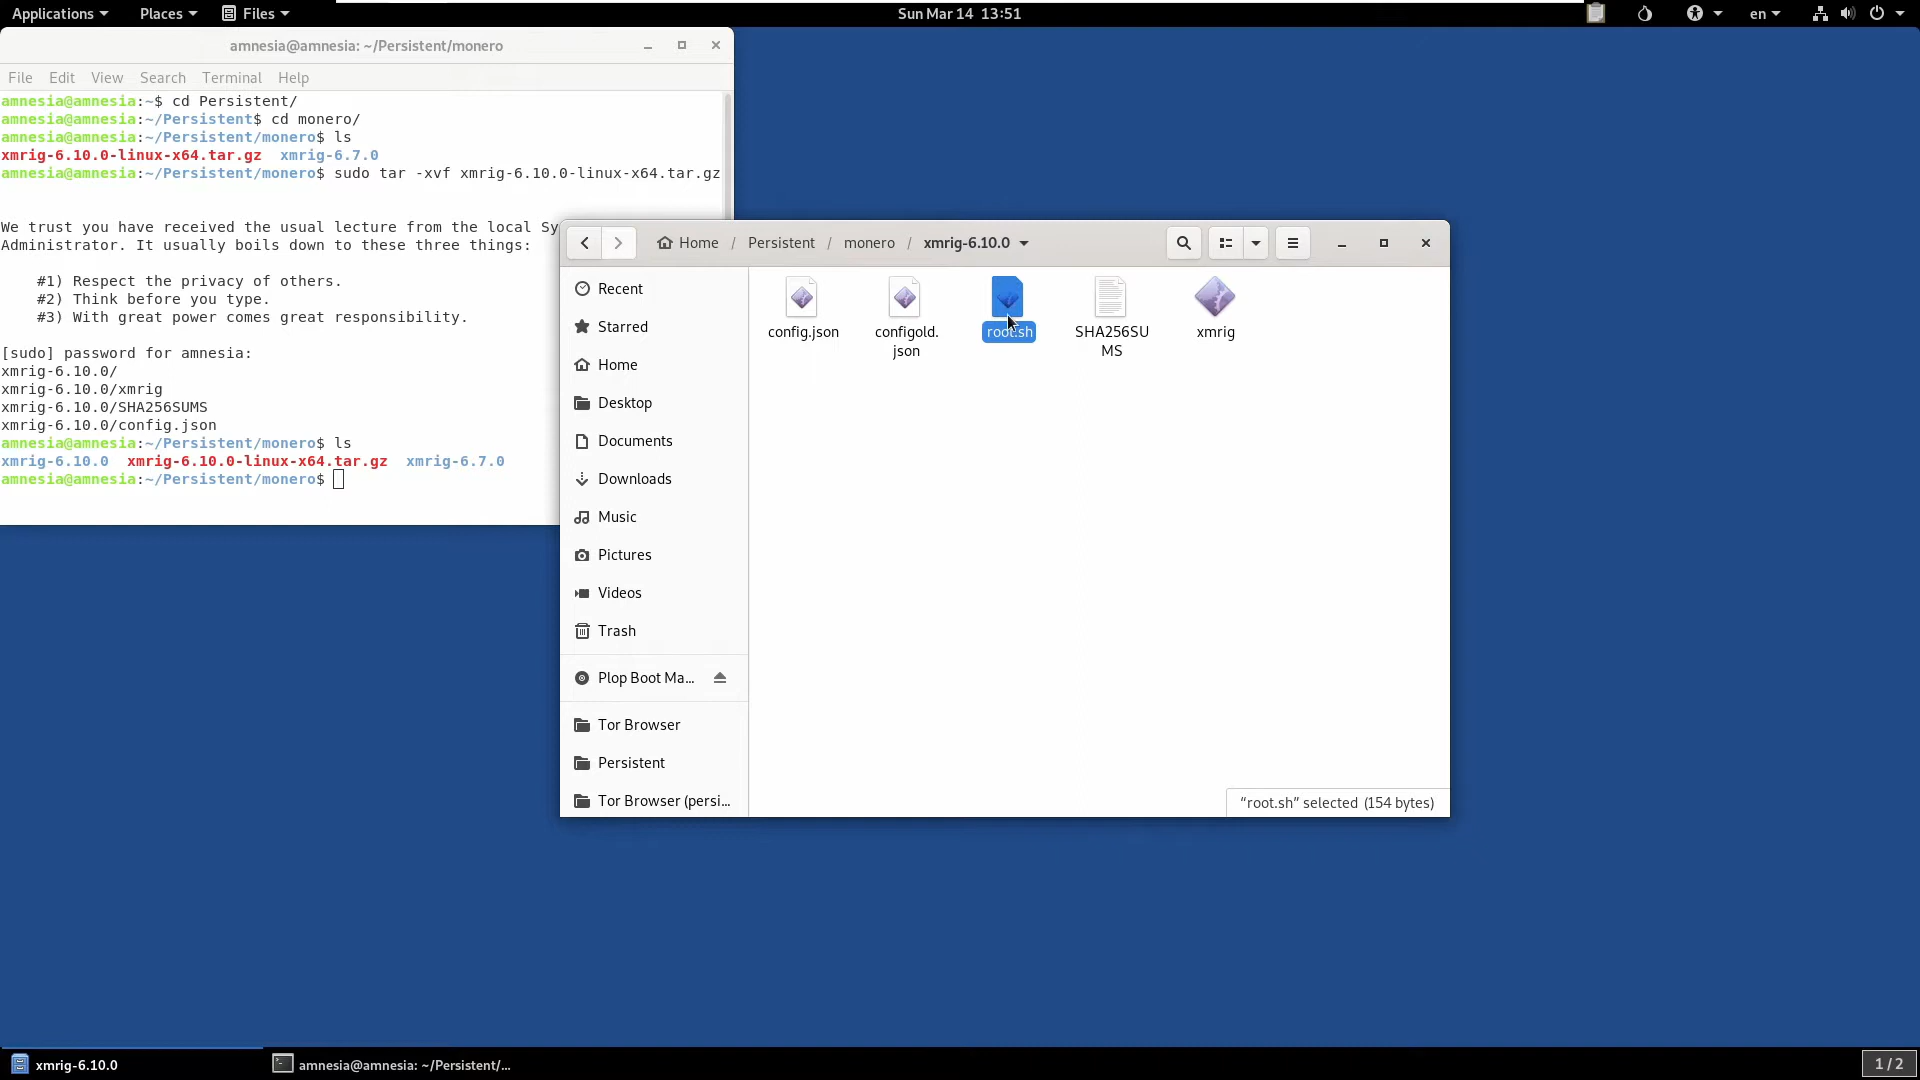 Applications Places Files Sun Mar 14 13:51 en
amnesia@amnesia: ~/Persistent/monero
File Edit View Search Terminal Help
amnesia@amnesia:~$ cd Persistent/
amnesia@amnesia:~/Persistent$ cd monero/
amnesia@amnesia:~/Persistent/monero$ ls
xmrig-6.10.0-linux-x64.tar.gz xmrig-6.7.0
amnesia@amnesia:~/Persistent/monero$ sudo tar -xvf xmrig-6.10.0-linux-x64.tar.gz
We trust you have received the usual lecture from the local Sy
Administrator. It usually boils down to these three things:
#1) Respect the privacy of others.
#2) Think before you type.
#3) With great power comes great responsibility.
[sudo] password for amnesia:
xmrig-6.10.0/
xmrig-6.10.0/xmrig
xmrig-6.10.0/SHA256SUMS
xmrig-6.10.0/config.json
amnesia@amnesia:~/Persistent/monero$ ls
xmrig-6.10.0 xmrig-6.10.0-linux-x64.tar.gz xmrig-6.7.0
amnesia@amnesia:~/Persistent/monero$
Home / Persistent / monero / xmrig-6.10.0
Recent
Starred
Home
Desktop
Documents
Downloads
Music
Pictures
Videos
Trash
Plop Boot Ma...
Tor Browser
Persistent
Tor Browser (persi...
config.json
configold.
json
root.sh
SHA256SU
MS
xmrig
“root.sh” selected (154 bytes)
xmrig-6.10.0
amnesia@amnesia: ~/Persistent/...
1 / 2